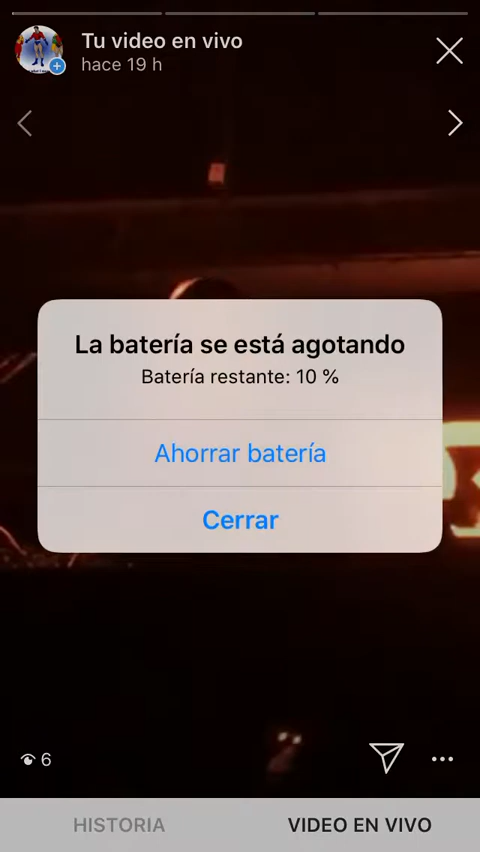 Tu video en vivo
hace 19 h
La batería se está agotando
Batería restante: 10 %
Ahorrar batería
Cerrar
6
HISTORIA
VIDEO EN VIVO